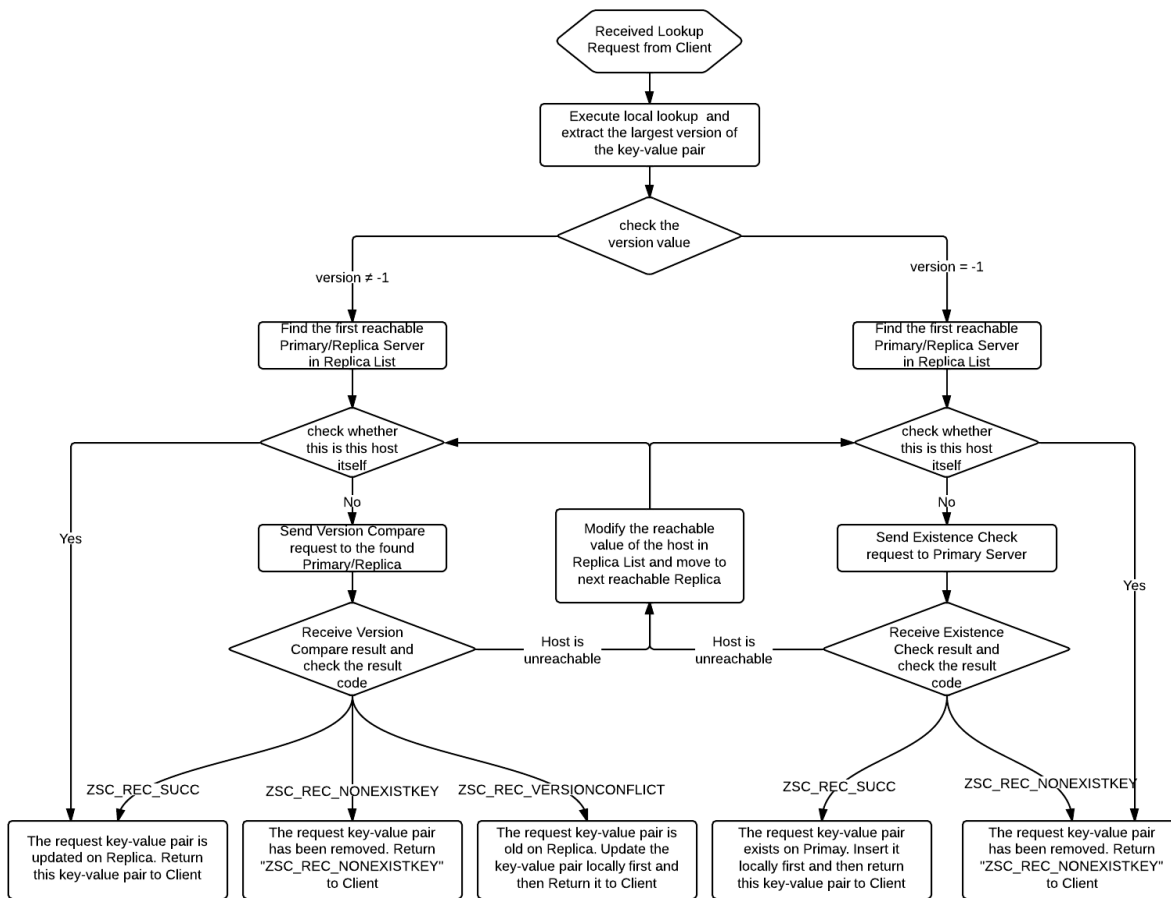 Received Lookup
Request from Client
Execute local lookup and
extract the largest version of
the key-value pair
check the
version value
version ≠ -1
version = -1
Find the first reachable
Primary/Replica Server
in Replica List
Find the first reachable
Primary/Replica Server
in Replica List
check whether
this is this host
itself
check whether
this is this host
itself
No
No
Yes
Send Version Compare
request to the found
Primary/Replica
Modify the reachable
value of the host in
Replica List and move to
next reachable Replica
Send Existence Check
request to Primary Server
Yes
Receive Version
Compare result and
check the result
code
Host is
unreachable
Host is
unreachable
Receive Existence
Check result and
check the result
code
ZSC_REC_SUCC
ZSC_REC_NONEXISTKEY
ZSC_REC_VERSIONCONFLICT
ZSC_REC_SUCC
ZSC_REC_NONEXISTKEY
The request key-value pair is
updated on Replica. Return
this key-value pair to Client
The request key-value pair
has been removed. Return
"ZSC_REC_NONEXISTKEY"
to Client
The request key-value pair is
old on Replica. Update the
key-value pair locally first and
then Return it to Client
The request key-value pair
exists on Primay. Insert it
locally first and then return
this key-value pair to Client
The request key-value pair
has been removed. Return
"ZSC_REC_NONEXISTKEY"
to Client